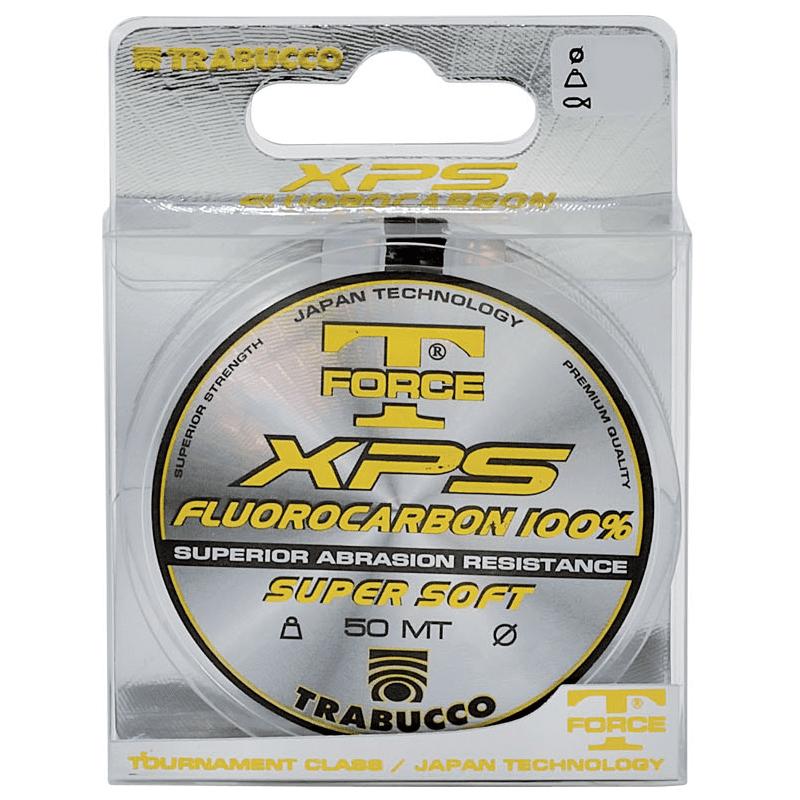 TRABUCCO
XPS
FLUOROCARBON
JAPAN TECHNOLOGY
SUPERIOR STRENGTH
PREMIUM QUALITY
T®
FORCE
XPS
FLUOROCARBON 100%
SUPERIOR ABRASION RESISTANCE
SUPER SOFT
50 MT
TRABUCCO
T®
FORCE
TOURNAMENT CLASS / JAPAN TECHNOLOGY